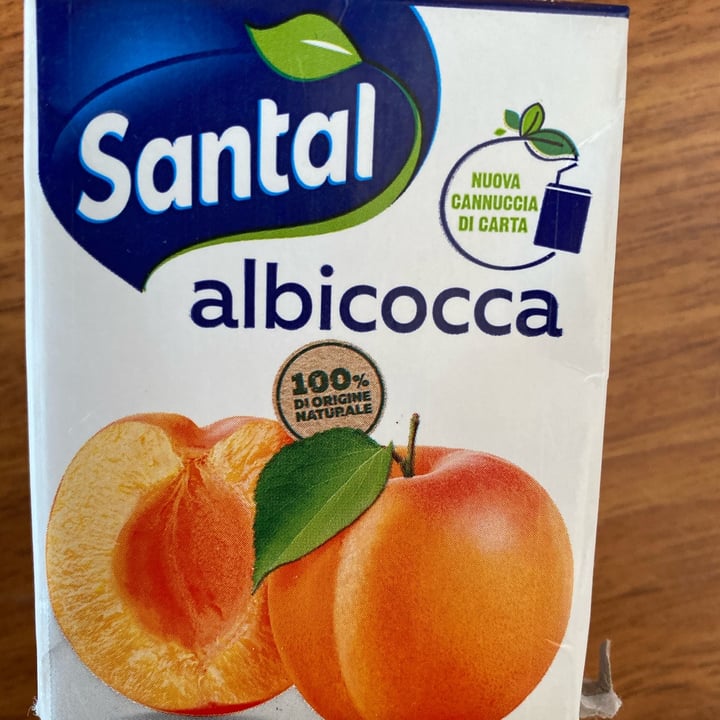 Santal
NUOVA
CANNUCCIA
DI CARTA
albicocca
100%
DI ORIGINE
NATURALE